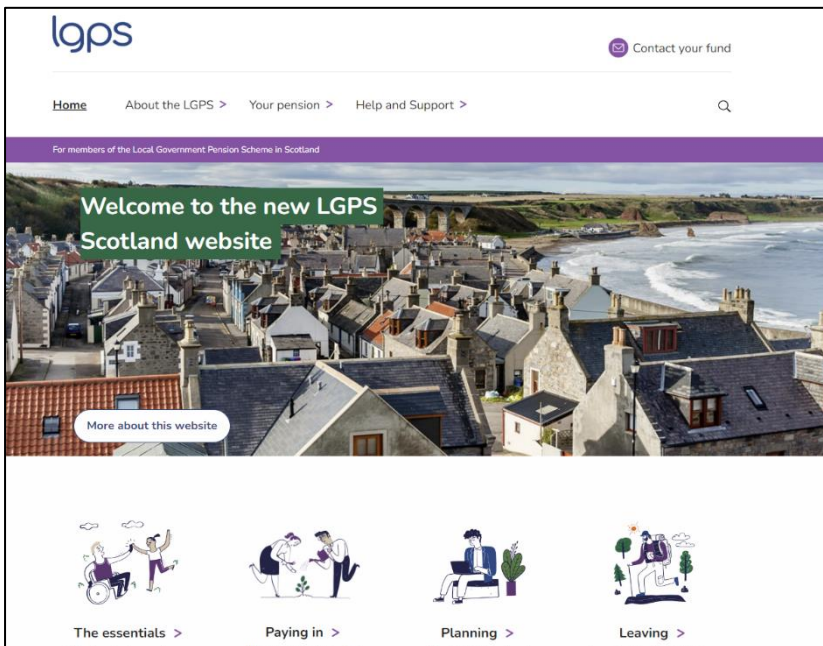 lgps
Contact your fund
Home About the LGPS > Your pension > Help and Support >
For members of the Local Government Pension Scheme in Scotland
Welcome to the new LGPS
Scotland website
More about this website
The essentials > Paying in > Planning > Leaving >